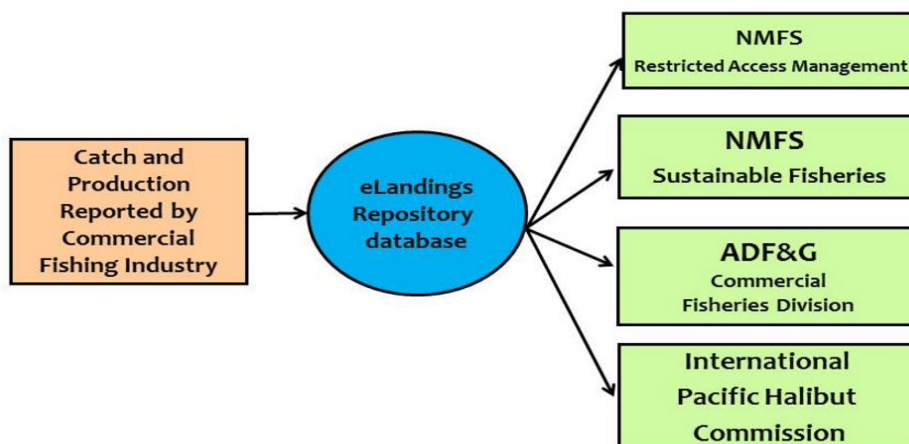 Catch and
Production
Reported by
Commercial
Fishing Industry
eLandings
Repository
database
NMFS
Restricted Access Management
NMFS
Sustainable Fisheries
ADF&G
Commercial
Fisheries Division
International
Pacific Halibut
Commission